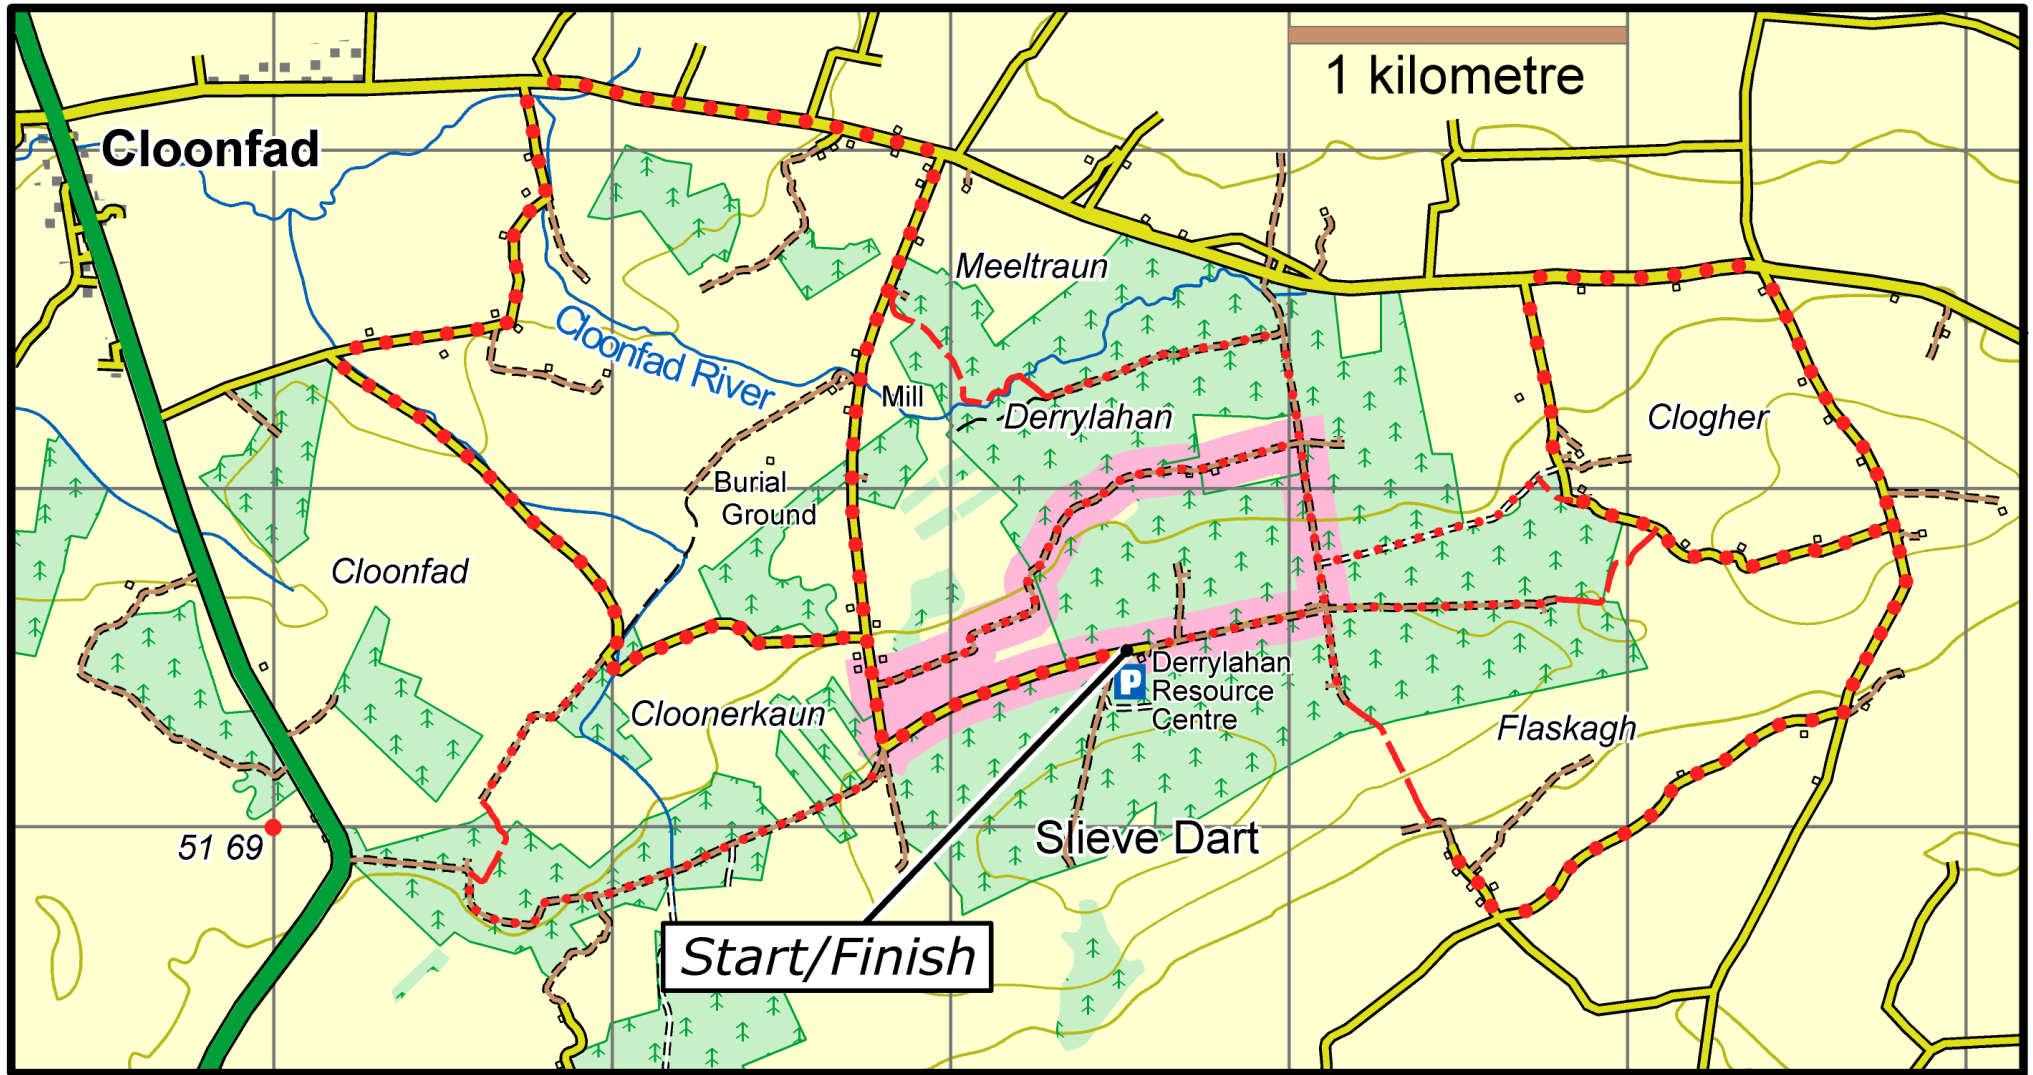 1 kilometre
Cloonfad
Meeltraun
Cloonfad River
Mill
Derrylahan
Clogher
Burial
Ground
Cloonfad
P
Derrylahan
Resource
Centre
Cloonerkaun
Flaskagh
51 69
Slieve Dart
Start/Finish